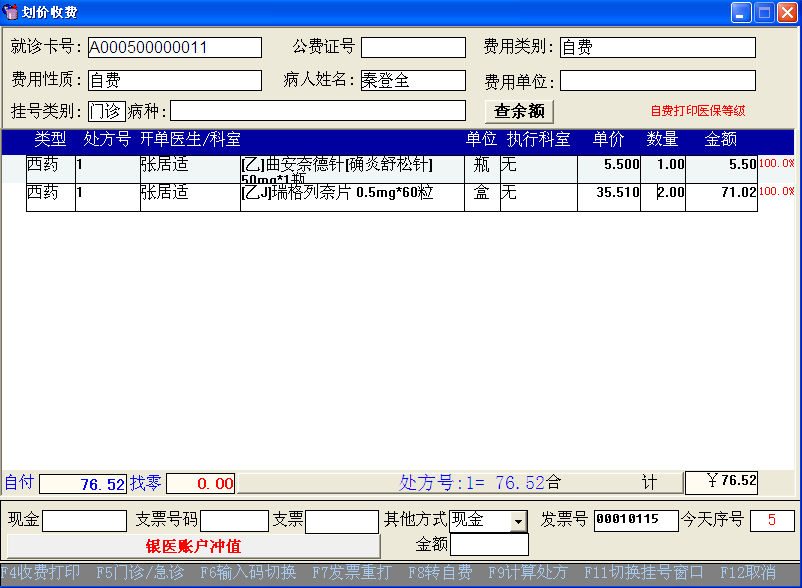 划价收费
就诊卡号: A000500000011 公费证号 费用类别: 自费
费用性质: 自费 病人姓名: 秦登全 费用单位:
挂号类别: 门诊 病种: 查余额 自费打印医保等级
类型 处方号 开单医生/科室 单位 执行科室 单价 数量 金额
西药 1 张居适 [乙]曲安奈德针[确炎舒松针] 瓶 无 5.500 1.00 5.50 100.0%
50mg*1瓶
西药 1 张居适 [乙J]瑞格列奈片 0.5mg*60粒 盒 无 35.510 2.00 71.02 100.0%
自付 76.52 找零 0.00 处方号:1= 76.52 合 计 ￥76.52
现金 支票号码 支票 其他方式 现金 发票号 00010115 今天序号 5
银医账户冲值 金额
F4收费打印 F5门诊/急诊 F6输入码切换 F7发票重打 F8转自费 F9计算处方 F11切换挂号窗口 F12取消